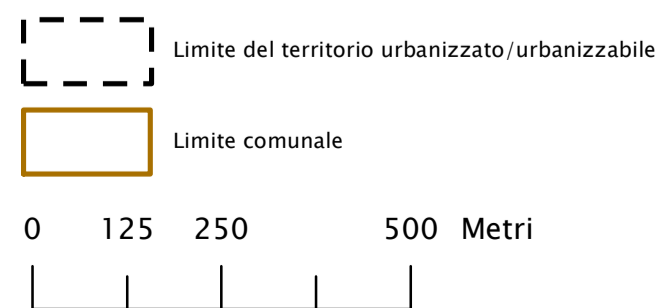 Limite del territorio urbanizzato/urbanizzabile
Limite comunale
0 125 250 500 Metri